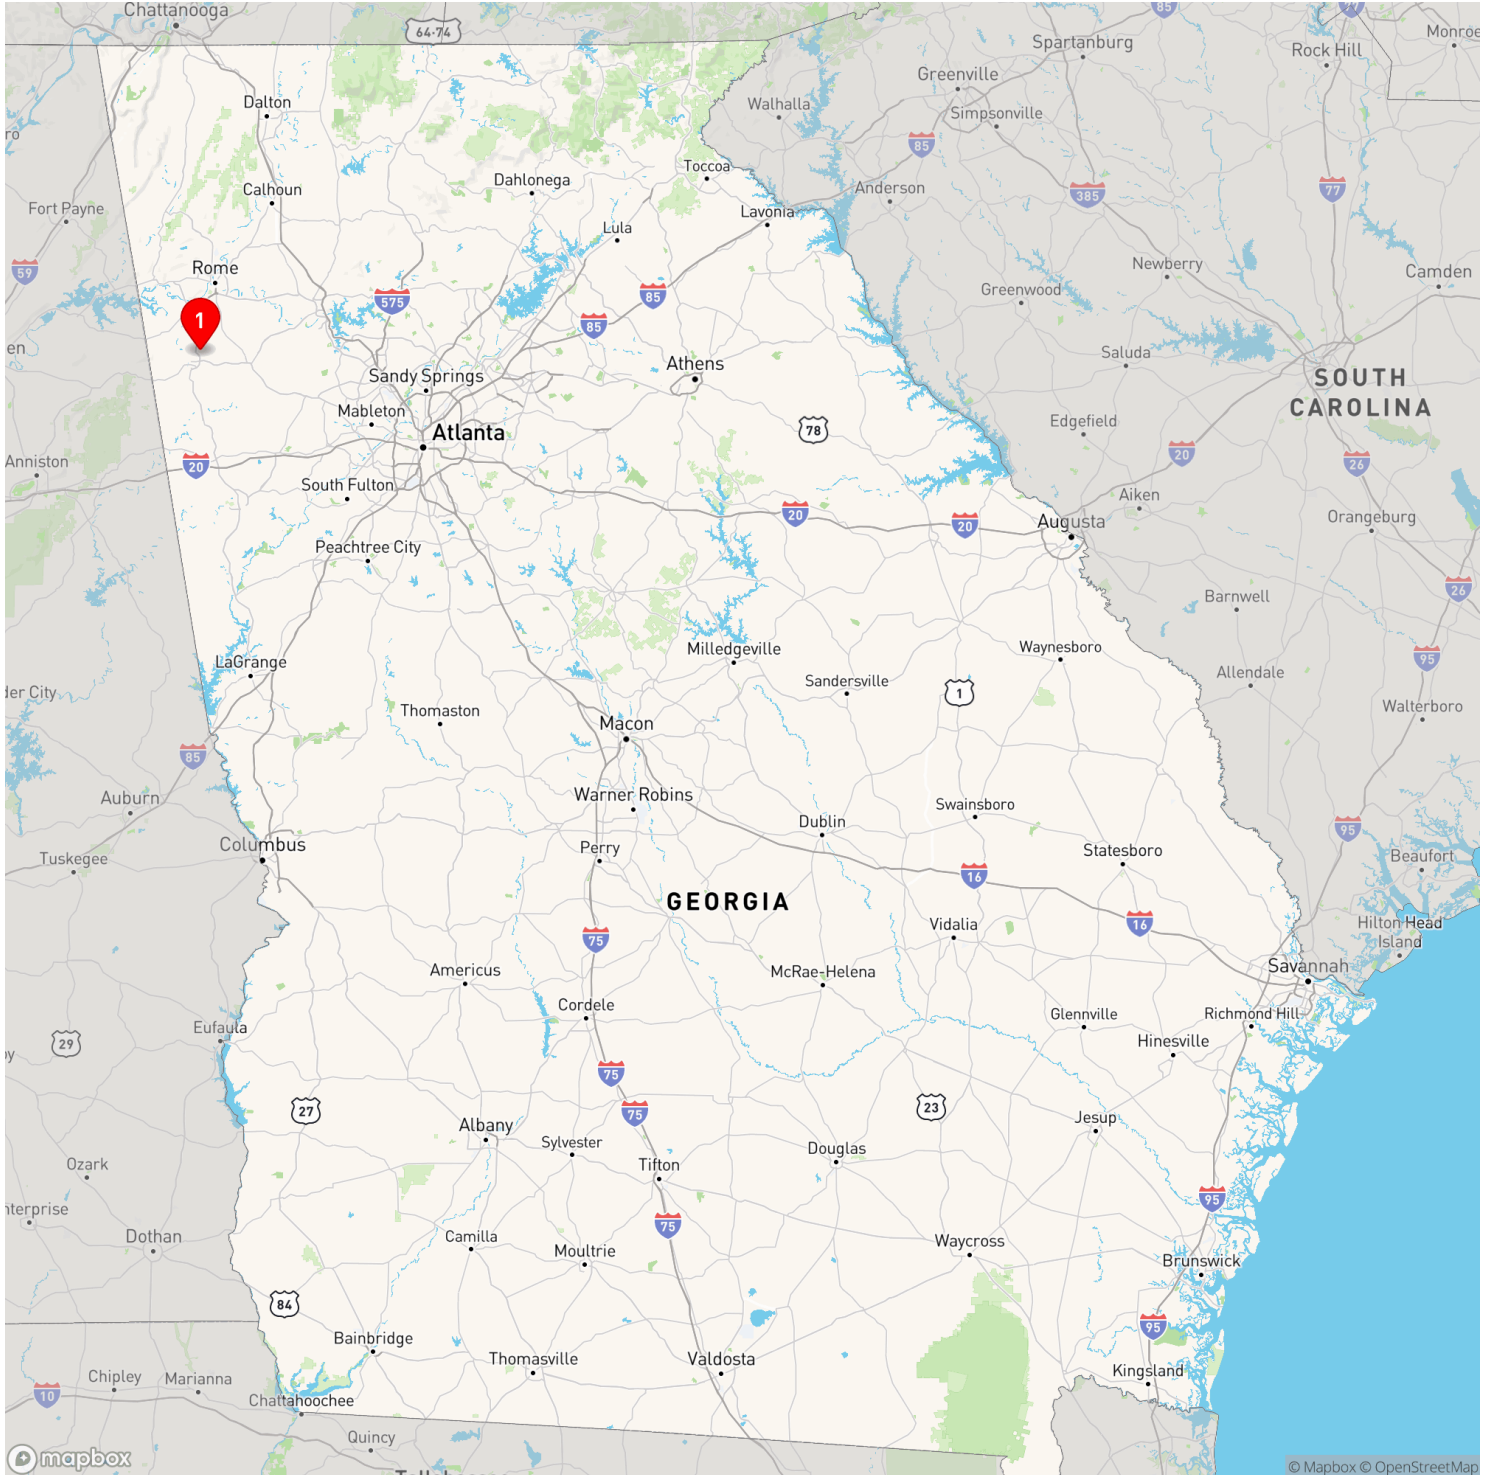 Chattanooga
64-74
85
77
Monroe
Spartanburg
Rock Hill
Greenville
Walhalla
Simpsonville
Dalton
85
Toccoa
Dahlonega
Calhoun
Anderson
385
77
Fort Payne
Lavonia
Lula
59
Rome
Newberry
Camden
Greenwood
575
85
85
1
Saluda
Athens
Sandy Springs
SOUTH
CAROLINA
Mableton
Atlanta
78
Edgefield
Anniston
20
20
26
South Fulton
Aiken
20
20
Augusta
Orangeburg
Peachtree City
26
Barnwell
Milledgeville
Waynesboro
LaGrange
95
Allendale
Sandersville
der City
1
Walterboro
Thomaston
Macon
85
Auburn
Warner Robins
Swainsboro
Dublin
95
Columbus
Perry
Statesboro
Beaufort
Tuskegee
16
GEORGIA
Vidalia
16
Hilton Head
Island
75
Americus
McRae-Helena
Savannah
Cordele
Glennville
Richmond Hill
Eufaula
29
Hinesville
75
27
75
23
Albany
Jesup
Sylvester
Douglas
Ozark
Tifton
95
nterprise
75
Dothan
Camilla
Moultrie
Waycross
Brunswick
84
95
Bainbridge
Thomasville
Valdosta
Kingsland
Chipley
Marianna
10
Chattahoochee
Quincy
mapbox
© Mapbox © OpenStreetMap